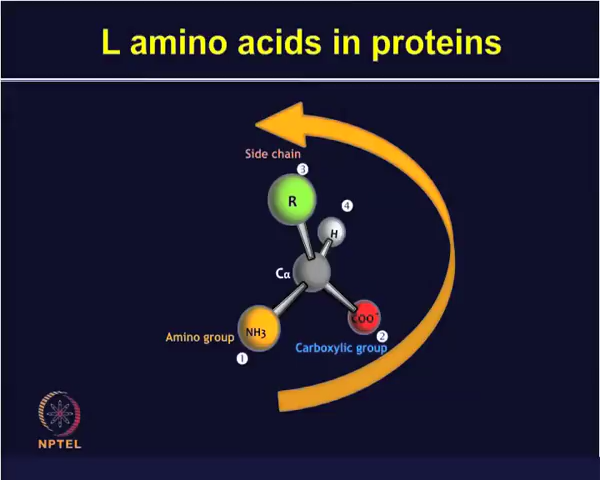 L amino acids in proteins
Side chain
3
R
4
H
Cα
NH3
COO-
Amino group
2
Carboxylic group
1
NPTEL